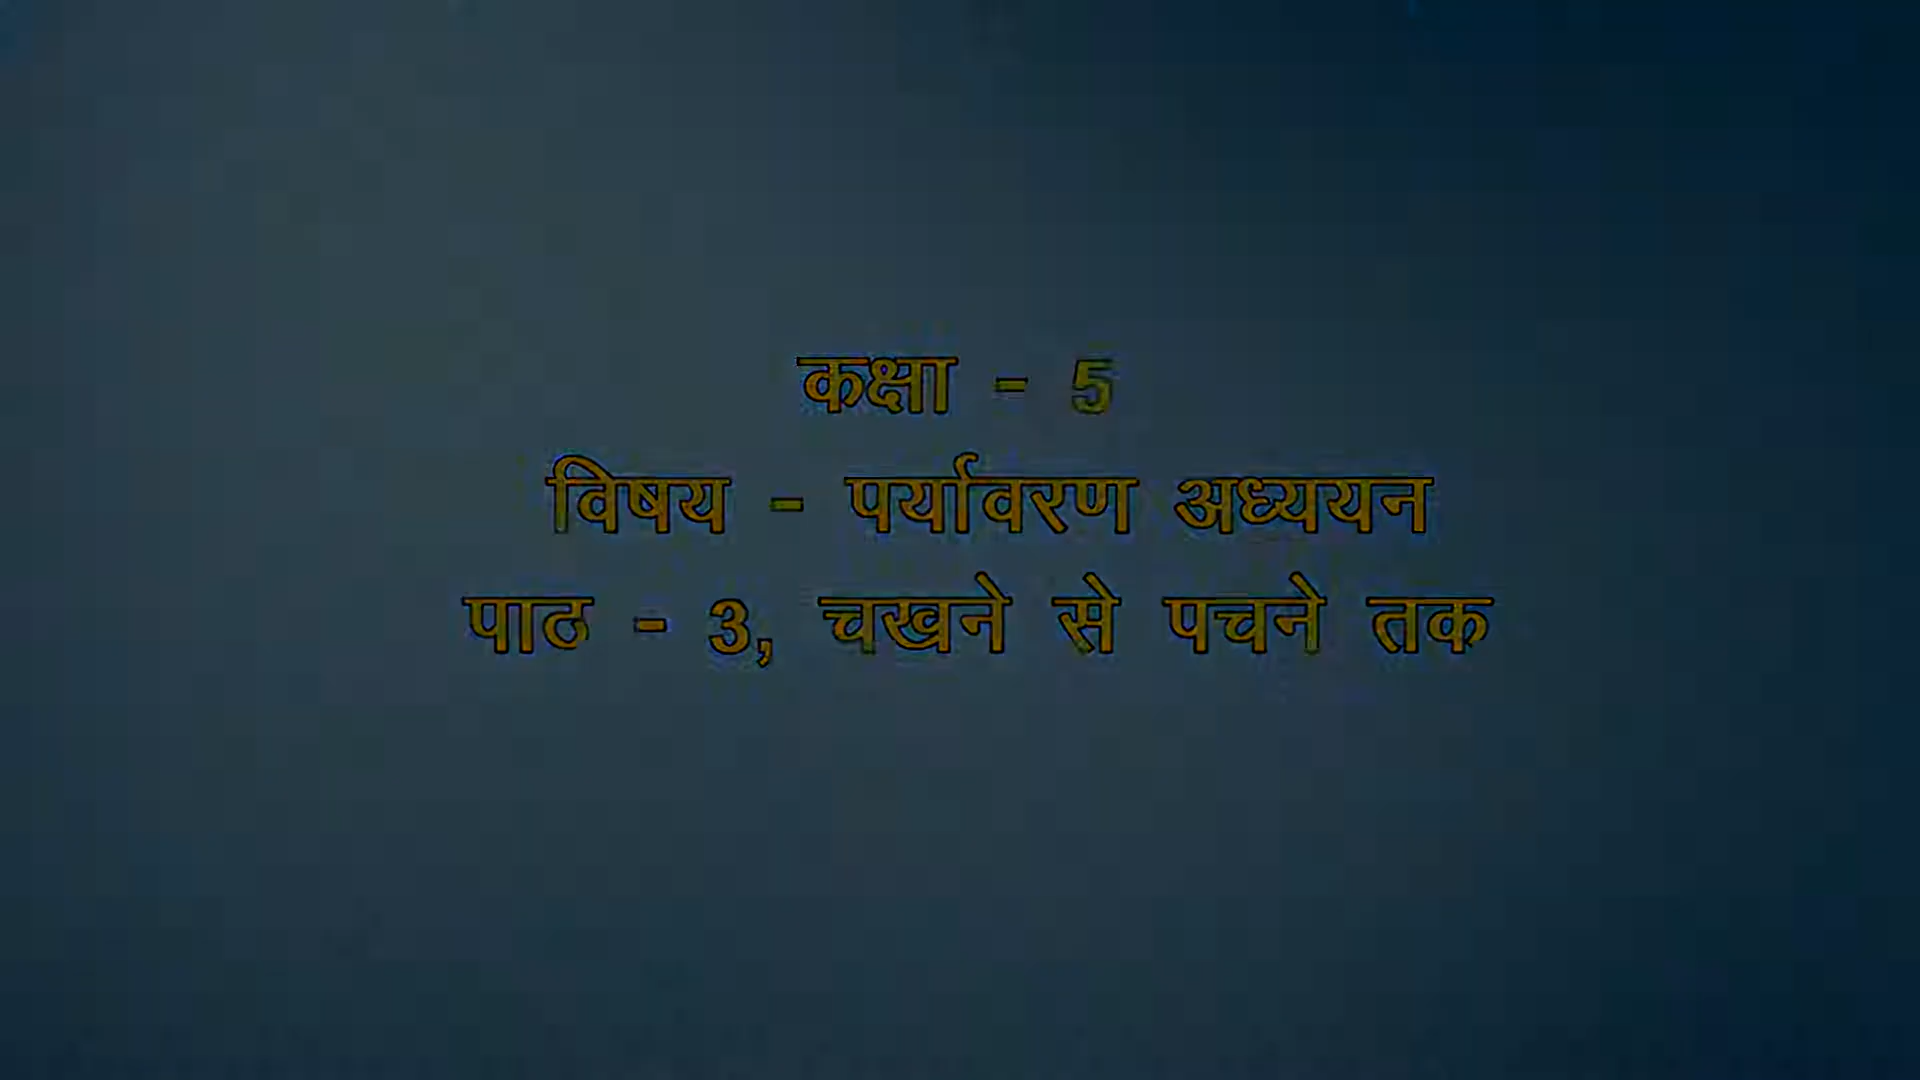 कक्षा - 5
विषय - पर्यावरण अध्ययन
पाठ - 3, चखने से पचने तक